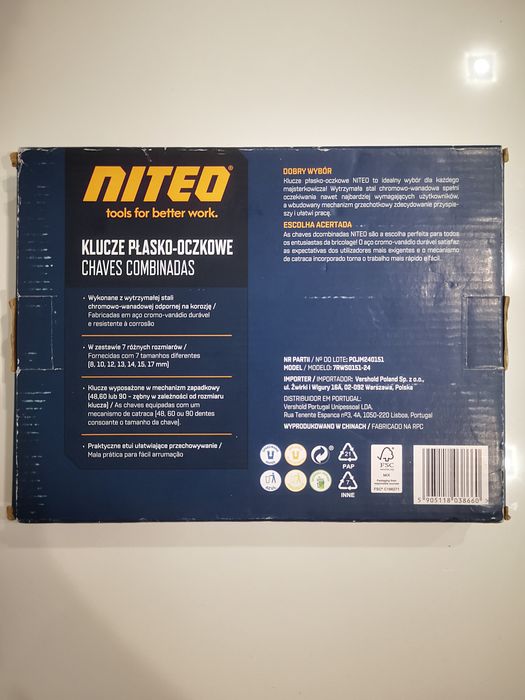 NITEO®
tools for better work.
KLUCZE PŁASKO-OCZKOWE
CHAVES COMBINADAS
• Wykonane z wytrzymałej stali
chromowo-wanadowej odpornej na korozję /
Fabricadas em aço cromo-vanádio durável
e resistente à corrosão
• W zestawie 7 różnych rozmiarów /
Fornecidas com 7 tamanhos diferentes
(8, 10, 12, 13, 14, 15, 17 mm)
• Klucze wyposażone w mechanizm zapadkowy
(48,60 lub 90 - zębny w zależności od rozmiaru
klucza) / As chaves equipadas com um
mecanismo de catraca (48, 60 ou 90 dentes
consoante o tamanho da chave).
• Praktyczne etui ułatwiające przechowywanie /
Mala prática para fácil arrumação
DOBRY WYBÓR
Klucze płasko-oczkowe NITEO to idealny wybór dla każdego
majsterkowicza! Wytrzymała stal chromowo-wanadowa spełni
oczekiwania nawet najbardziej wymagających użytkowników,
a wbudowany mechanizm grzechotkowy zdecydowanie przyspie-
szy i ułatwi pracę.
ESCOLHA ACERTADA
As chaves dcombinadas NITEO são a escolha perfeita para todos
os entusiastas da bricolage! O aço cromo-vanádio durável satisfaz
as expectativas dos utilizadores mais exigentes e o mecanismo
de catraca incorporado torna o trabalho mais rápido e fácil.
NR PARTII / Nº DO LOTE: POJM240151
MODEL / MODELO: 7RWS0151-24
IMPORTER / IMPORTADOR: Vershold Poland Sp. z o.o.,
ul. Żwirki i Wigury 16A, 02-092 Warszawa, Polska
DISTRIBUÍDO EM PORTUGAL:
Vershold Portugal Unipessoal LDA.
Rua Tenente Espanca nº3, 4A, 1050-220 Lisboa, Portugal
WYPRODUKOWANO W CHINACH / FABRICADO NA RPC
21
PAP
7
INNE
FSC
MIX
FSC® C166271
5 905118 038660 >